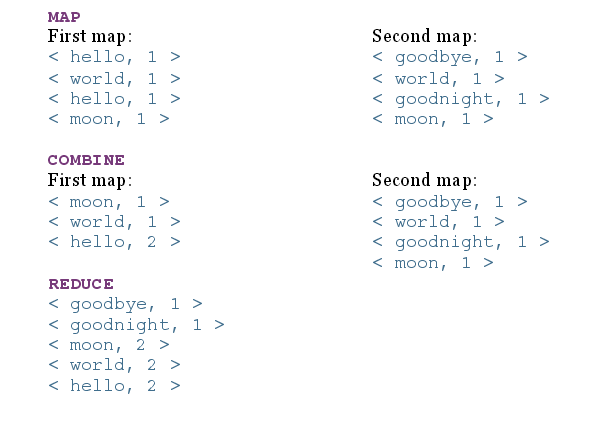 MAP
First map:
< hello, 1 >
< world, 1 >
< hello, 1 >
< moon, 1 >
Second map:
< goodbye, 1 >
< world, 1 >
< goodnight, 1 >
< moon, 1 >
COMBINE
First map:
< moon, 1 >
< world, 1 >
< hello, 2 >
Second map:
< goodbye, 1 >
< world, 1 >
< goodnight, 1 >
< moon, 1 >
REDUCE
< goodbye, 1 >
< goodnight, 1 >
< moon, 2 >
< world, 2 >
< hello, 2 >